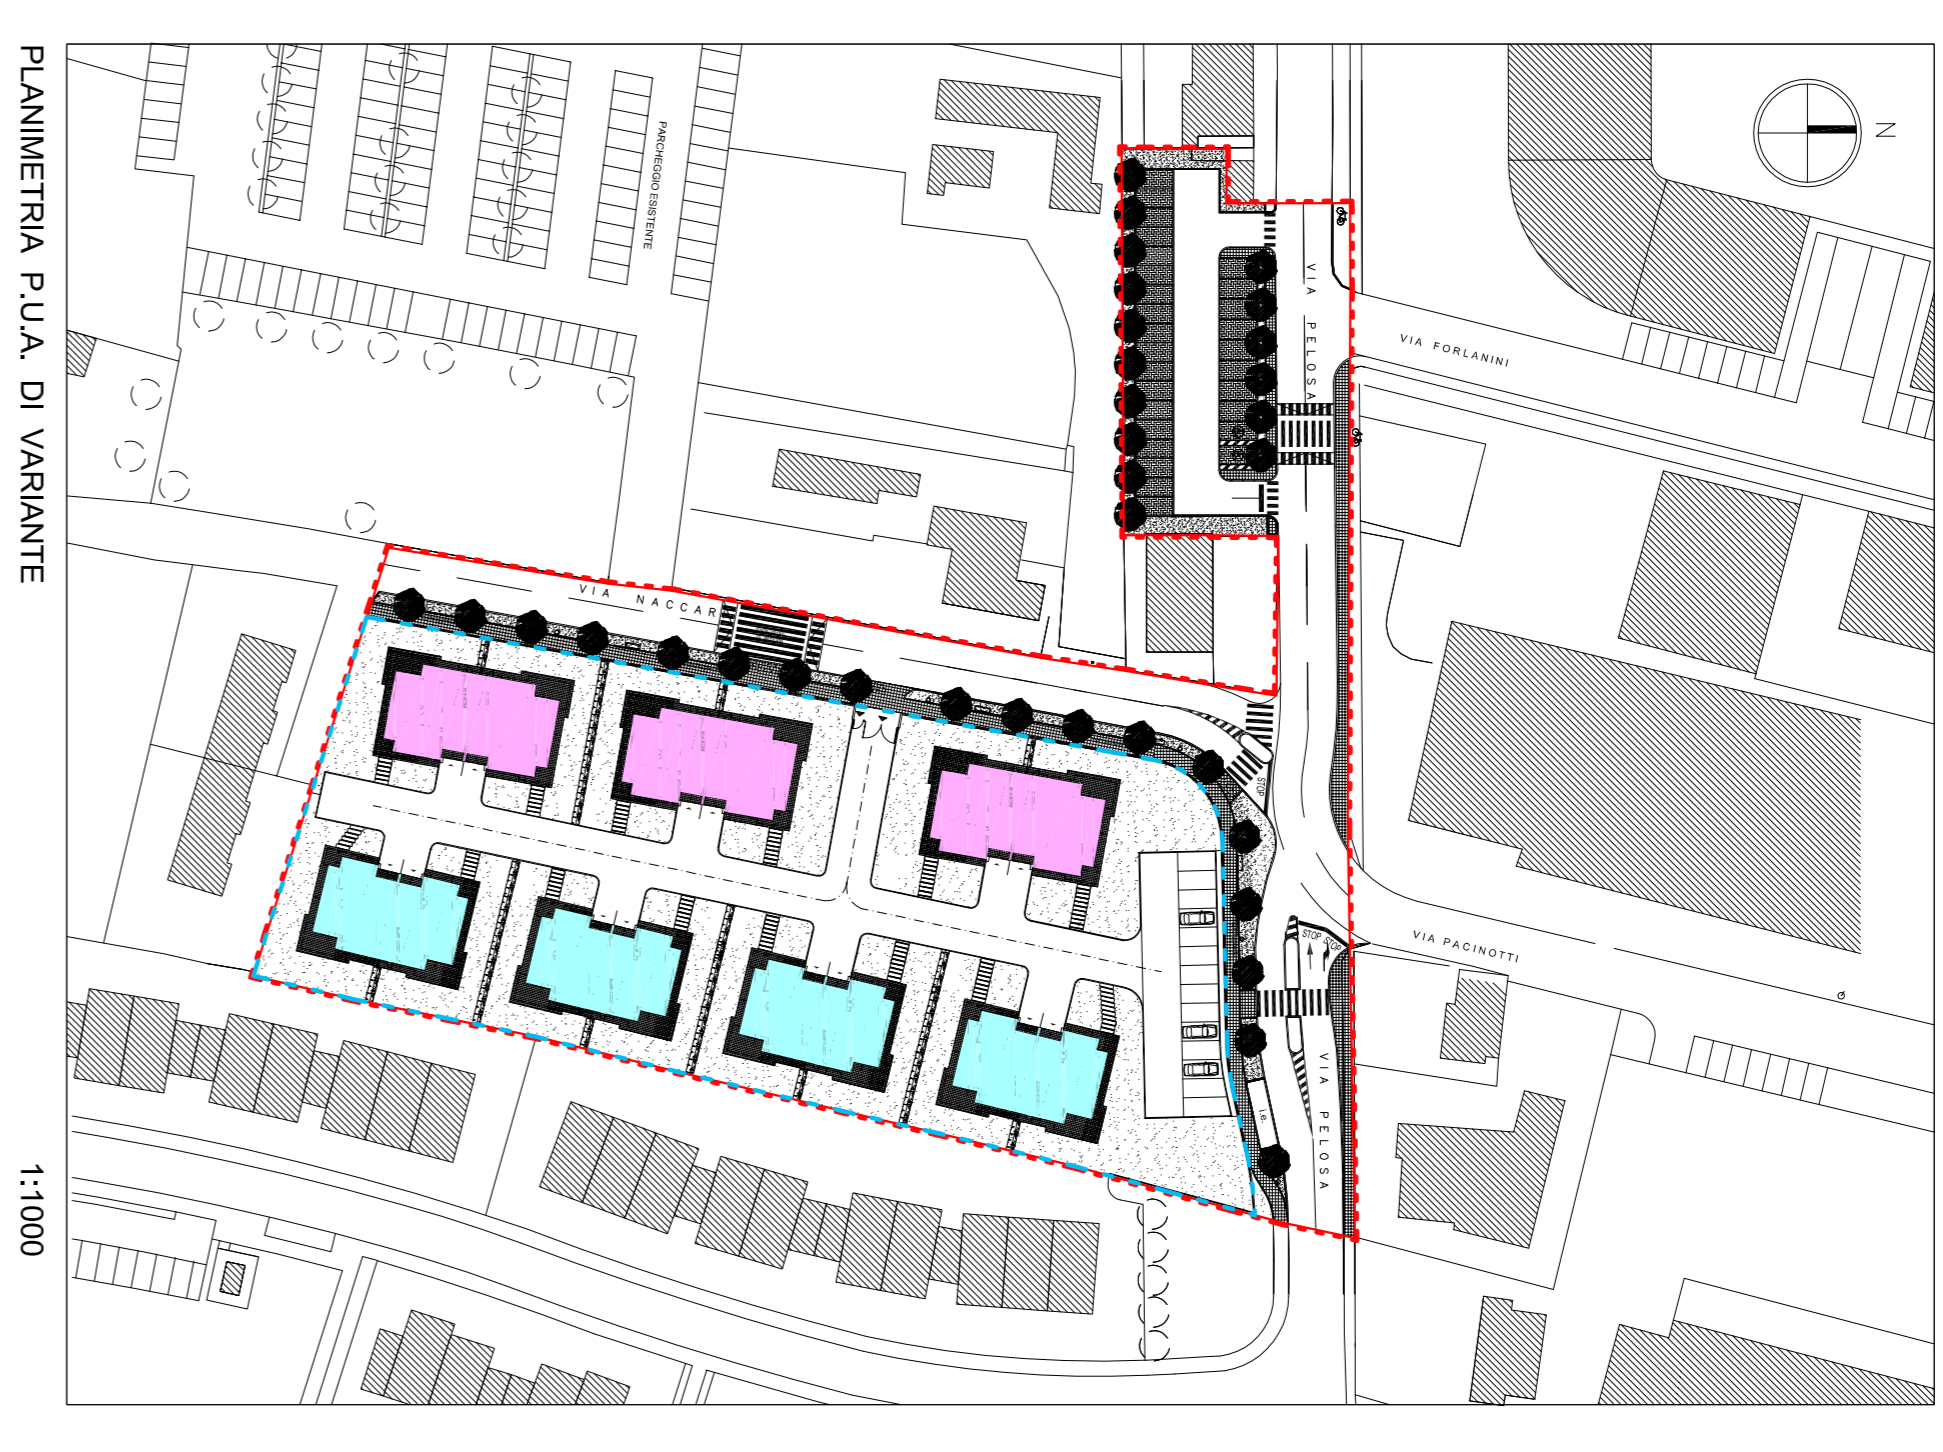 PLANIMETRIA P.U.A. DI VARIANTE
1:1000
N
PARCHEGGIO ESISTENTE
VIA PELOSA
VIA FORLANINI
VIA NACCARI
STOP
VIA PACINOTTI
STOP STOP
VIA PELOSA